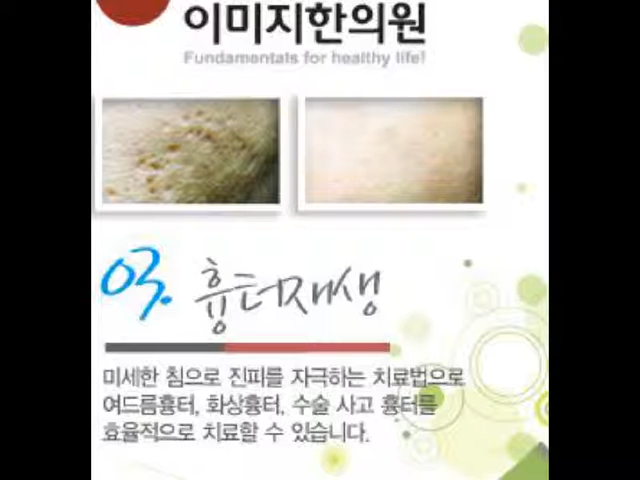 이미지한의원
Fundamentals for healthy life!
03. 흉터재생
미세한 침으로 진피를 자극하는 치료법으로
여드름흉터, 화상흉터, 수술 사고 흉터를
효율적으로 치료할 수 있습니다.